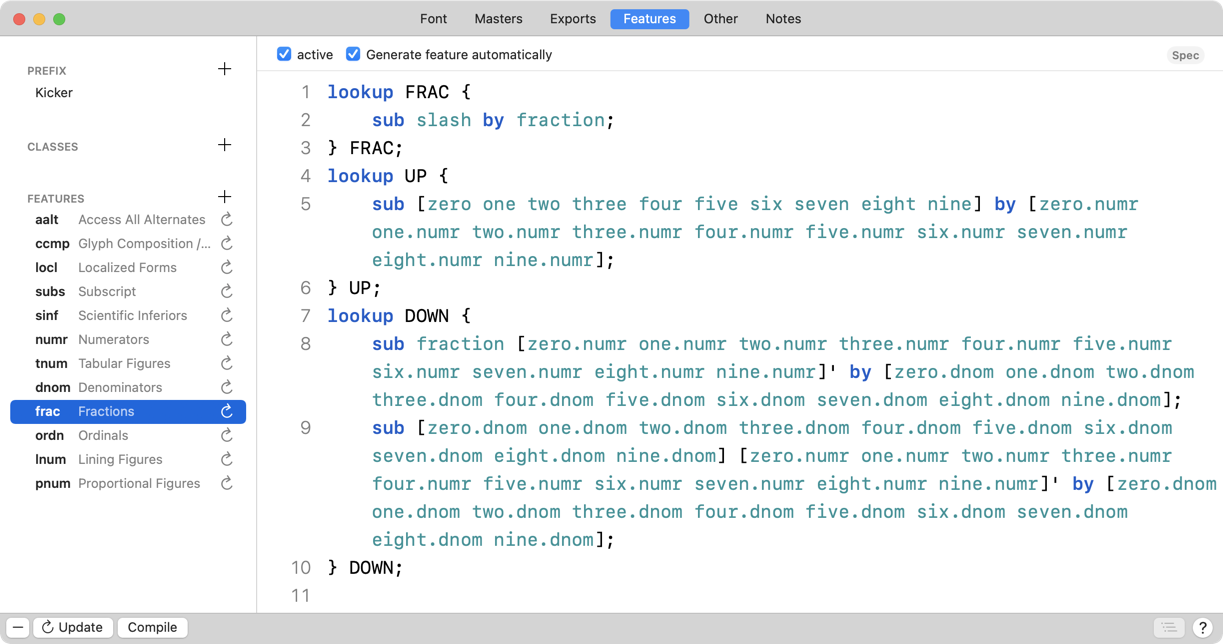 Font Masters Exports Features Other Notes
PREFIX
Kicker
CLASSES
FEATURES
aalt Access All Alternates
ccmp Glyph Composition /...
locl Localized Forms
subs Subscript
sinf Scientific Inferiors
numr Numerators
tnum Tabular Figures
dnom Denominators
frac Fractions
ordn Ordinals
lnum Lining Figures
pnum Proportional Figures
active Generate feature automatically Spec
1 lookup FRAC {
2 sub slash by fraction;
3 } FRAC;
4 lookup UP {
5 sub [zero one two three four five six seven eight nine] by [zero.numr
one.numr two.numr three.numr four.numr five.numr six.numr seven.numr
eight.numr nine.numr];
6 } UP;
7 lookup DOWN {
8 sub fraction [zero.numr one.numr two.numr three.numr four.numr five.numr
six.numr seven.numr eight.numr nine.numr]' by [zero.dnom one.dnom two.dnom
three.dnom four.dnom five.dnom six.dnom seven.dnom eight.dnom nine.dnom];
9 sub [zero.dnom one.dnom two.dnom three.dnom four.dnom five.dnom six.dnom
seven.dnom eight.dnom nine.dnom] [zero.numr one.numr two.numr three.numr
four.numr five.numr six.numr seven.numr eight.numr nine.numr]' by [zero.dnom
one.dnom two.dnom three.dnom four.dnom five.dnom six.dnom seven.dnom
eight.dnom nine.dnom];
10 } DOWN;
11
Update Compile ?